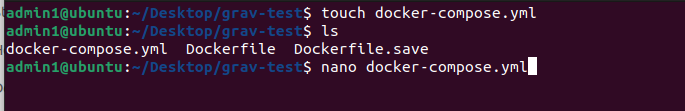 admin1@ubuntu:~/Desktop/grav-test$ touch docker-compose.yml
admin1@ubuntu:~/Desktop/grav-test$ ls
docker-compose.yml  Dockerfile  Dockerfile.save
admin1@ubuntu:~/Desktop/grav-test$ nano docker-compose.yml